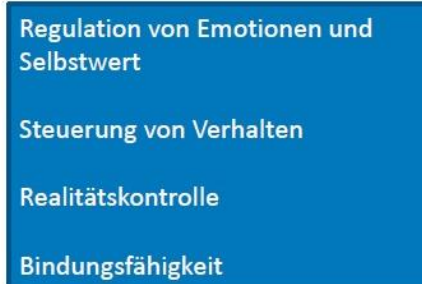 Regulation von Emotionen und
Selbstwert
Steuerung von Verhalten
Realitätskontrolle
Bindungsfähigkeit